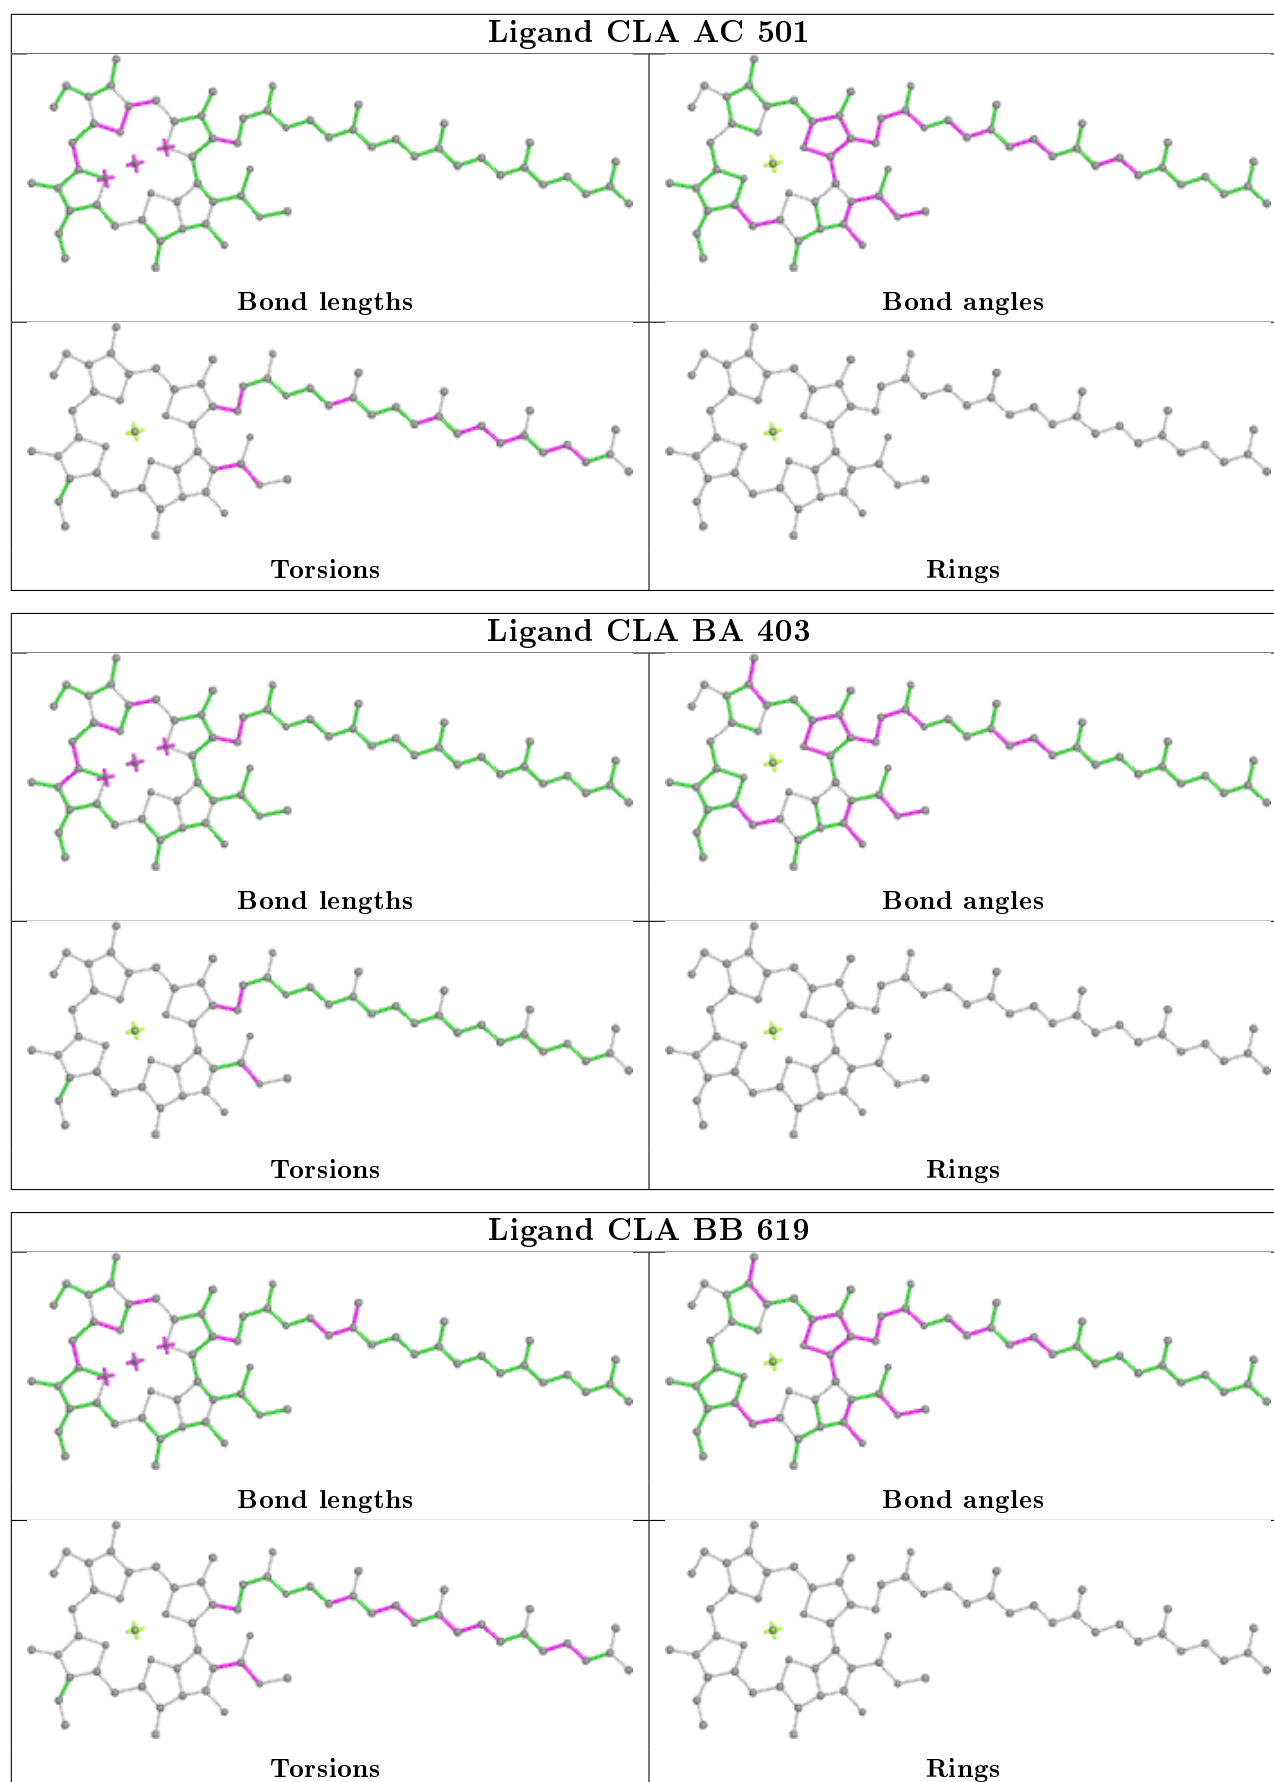 Ligand CLA AC 501
Bond lengths
Bond angles
Torsions
Rings
Ligand CLA BA 403
Bond lengths
Bond angles
Torsions
Rings
Ligand CLA BB 619
Bond lengths
Bond angles
Torsions
Rings